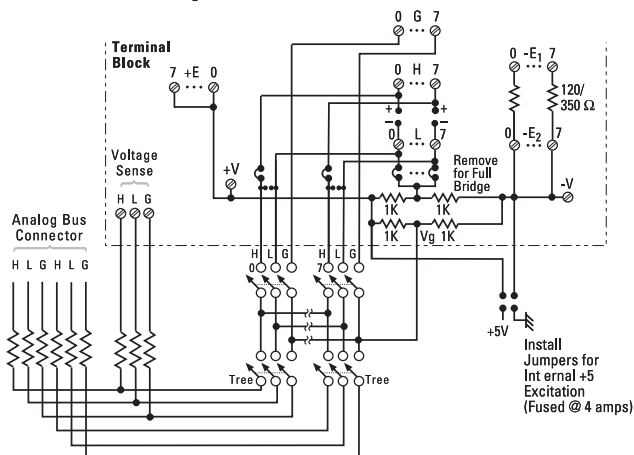 0 G 7
Terminal
Block
7 +E 0
0 H 7
0 -E1 7
120/
350 Ω
+ +
− −
0 L 7
0 -E2 7
Voltage
Sense
H L G
+V
Remove
for Full
Bridge
-V
1K 1K
1K Vg 1K
Analog Bus
Connector
H L G H L G
H L G H L G
0 7
+5V
Install
Jumpers for
Int ernal +5
Excitation
(Fused @ 4 amps)
Tree Tree